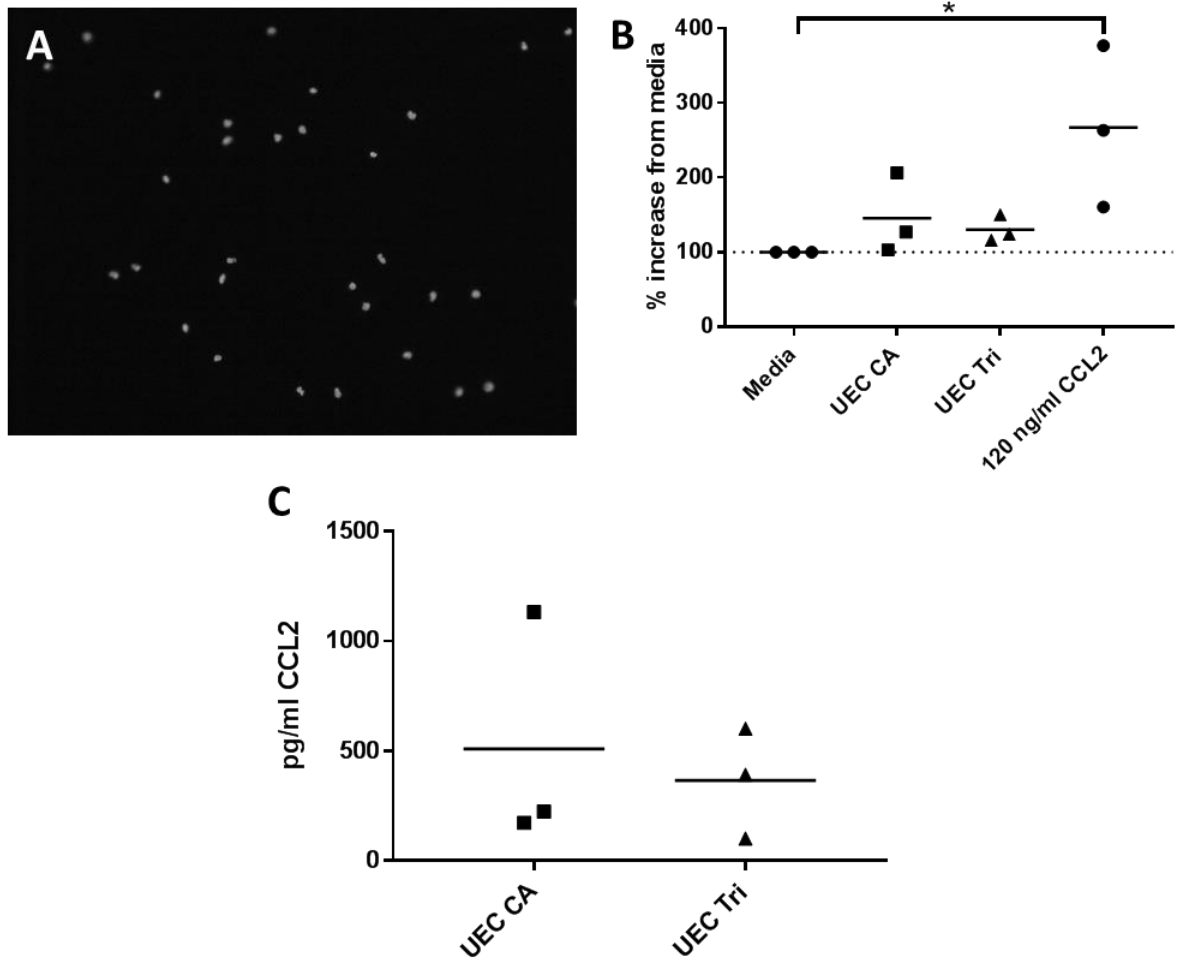 A
B
*
% increase from media
400
300
200
100
0
Media
UEC CA
UEC Tri
120 ng/ml CCL2
C
pg/ml CCL2
1500
1000
500
0
UEC CA
UEC Tri